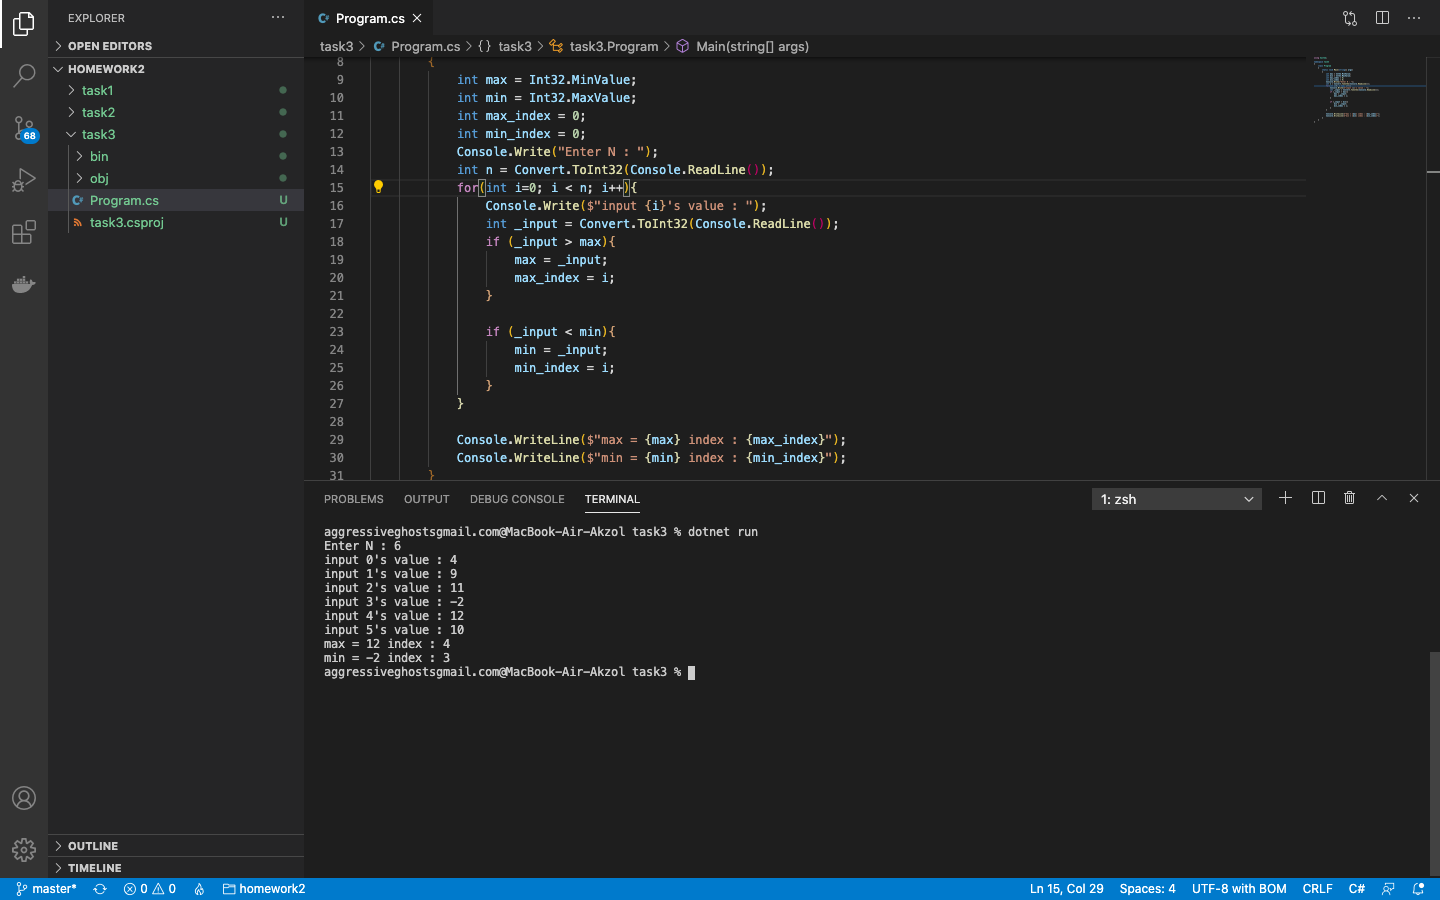 EXPLORER
OPEN EDITORS
HOMEWORK2
task1
task2
task3
bin
obj
Program.cs U
task3.csproj U
OUTLINE
TIMELINE
68
Program.cs
task3 > Program.cs > {} task3 > task3.Program > Main(string[] args)
8 {
9 int max = Int32.MinValue;
10 int min = Int32.MaxValue;
11 int max_index = 0;
12 int min_index = 0;
13 Console.Write("Enter N : ");
14 int n = Convert.ToInt32(Console.ReadLine());
15 for(int i=0; i < n; i++){
16 Console.Write($"input {i}'s value : ");
17 int _input = Convert.ToInt32(Console.ReadLine());
18 if (_input > max){
19 max = _input;
20 max_index = i;
21 }
22
23 if (_input < min){
24 min = _input;
25 min_index = i;
26 }
27 }
28
29 Console.WriteLine($"max = {max} index : {max_index}");
30 Console.WriteLine($"min = {min} index : {min_index}");
31 }
PROBLEMS OUTPUT DEBUG CONSOLE TERMINAL 1: zsh
aggressiveghostsgmail.com@MacBook-Air-Akzol task3 % dotnet run
Enter N : 6
input 0's value : 4
input 1's value : 9
input 2's value : 11
input 3's value : -2
input 4's value : 12
input 5's value : 10
max = 12 index : 4
min = -2 index : 3
aggressiveghostsgmail.com@MacBook-Air-Akzol task3 %
master* 0 0 homework2 Ln 15, Col 29 Spaces: 4 UTF-8 with BOM CRLF C#